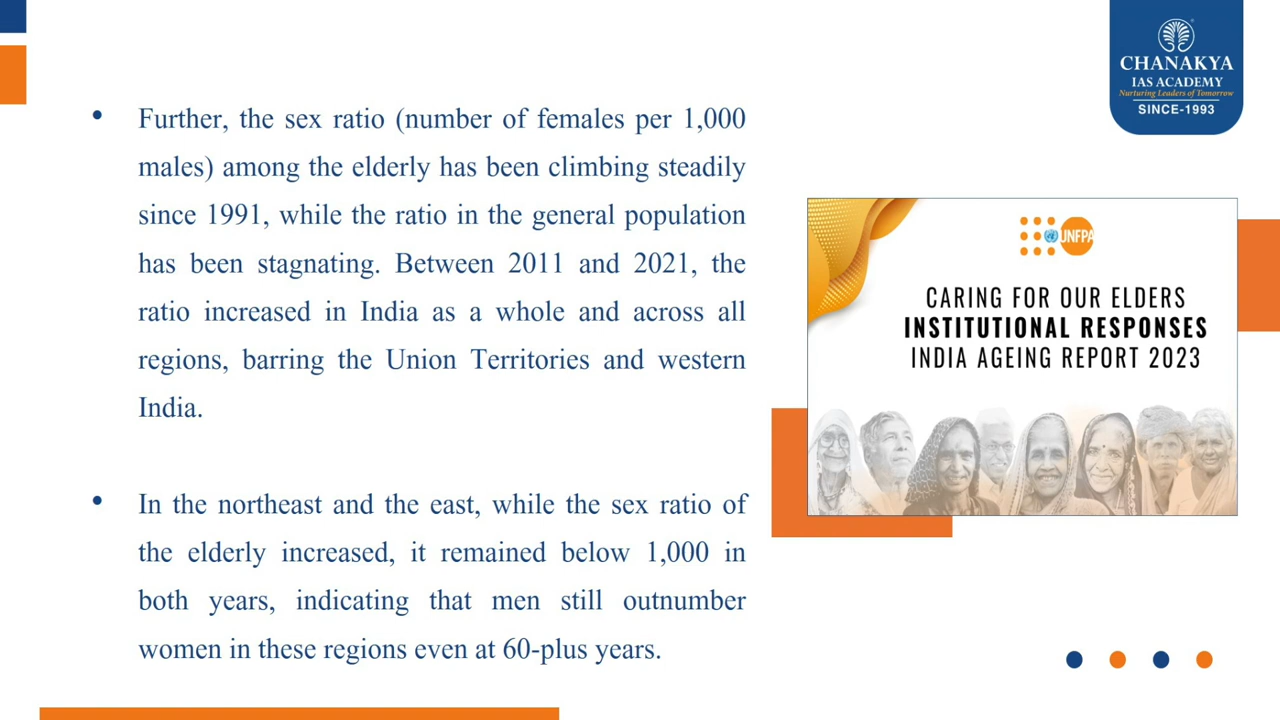 CHANAKYA
IAS ACADEMY
Nurturing Leaders of Tomorrow
SINCE-1993
• Further, the sex ratio (number of females per 1,000
males) among the elderly has been climbing steadily
since 1991, while the ratio in the general population
has been stagnating. Between 2011 and 2021, the
ratio increased in India as a whole and across all
regions, barring the Union Territories and western
India.
• In the northeast and the east, while the sex ratio of
the elderly increased, it remained below 1,000 in
both years, indicating that men still outnumber
women in these regions even at 60-plus years.
UNFPA
CARING FOR OUR ELDERS
INSTITUTIONAL RESPONSES
INDIA AGEING REPORT 2023